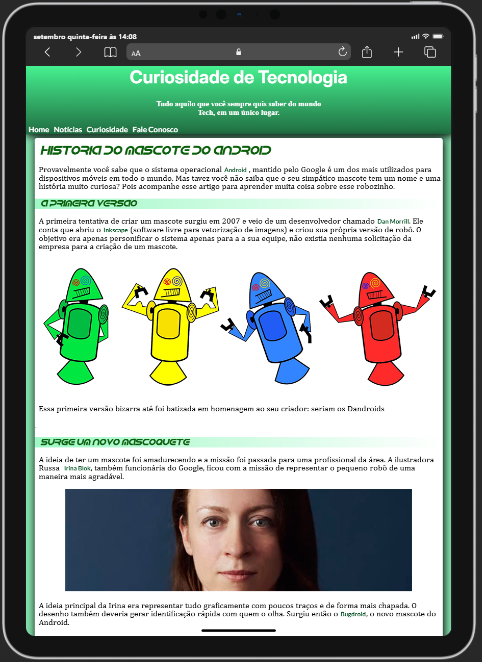 setembro quinta-feira às 14:08
AA
Curiosidade de Tecnologia
Tudo aquilo que você sempre quis saber do mundo
Tech, em um único lugar.
Home Notícias Curiosidade Fale Conosco
HISTORIA DO MASCOTE DO ANDROID
Provavelmente você sabe que o sistema operacional Android , mantido pelo Google é um dos mais utilizados para
dispositivos móveis em todo o mundo. Mas tavez você não saiba que o seu simpático mascote tem um nome e uma
história muito curiosa? Pois acompanhe esse artigo para aprender muita coisa sobre esse robozinho.
A PRIMEIRA VERSÃO
A primeira tentativa de criar um mascote surgiu em 2007 e veio de um desenvolvedor chamado Dan Morrill. Ele
conta que abriu o Inkscape (software livre para vetorização de imagens) e criou sua própria versão de robô. O
objetivo era apenas personificar o sistema apenas para a a sua equipe, não existia nenhuma solicitação da
empresa para a criação de um mascote.
Essa primeira versão bizarra até foi batizada em homenagem ao seu criador: seriam os Dandroids
SURGE UM NOVO MASCOQUETE
A ideia de ter um mascote foi amadurecendo e a missão foi passada para uma profissional da área. A ilustradora
Russa Irina Blok, também funcionária do Google, ficou com a missão de representar o pequeno robô de uma
maneira mais agradável.
A ideia principal da Irina era representar tudo graficamente com poucos traços e de forma mais chapada. O
desenho também deveria gerar identificação rápida com quem o olha. Surgiu então o Bugdroid, o novo mascote do
Android.